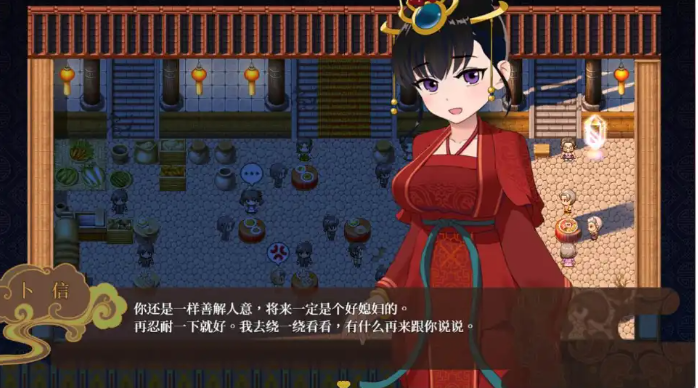 卜信
你还是一样善解人意，将来一定是个好媳妇的。
再忍耐一下就好。我去绕一绕看看，有什么再来跟你说说。